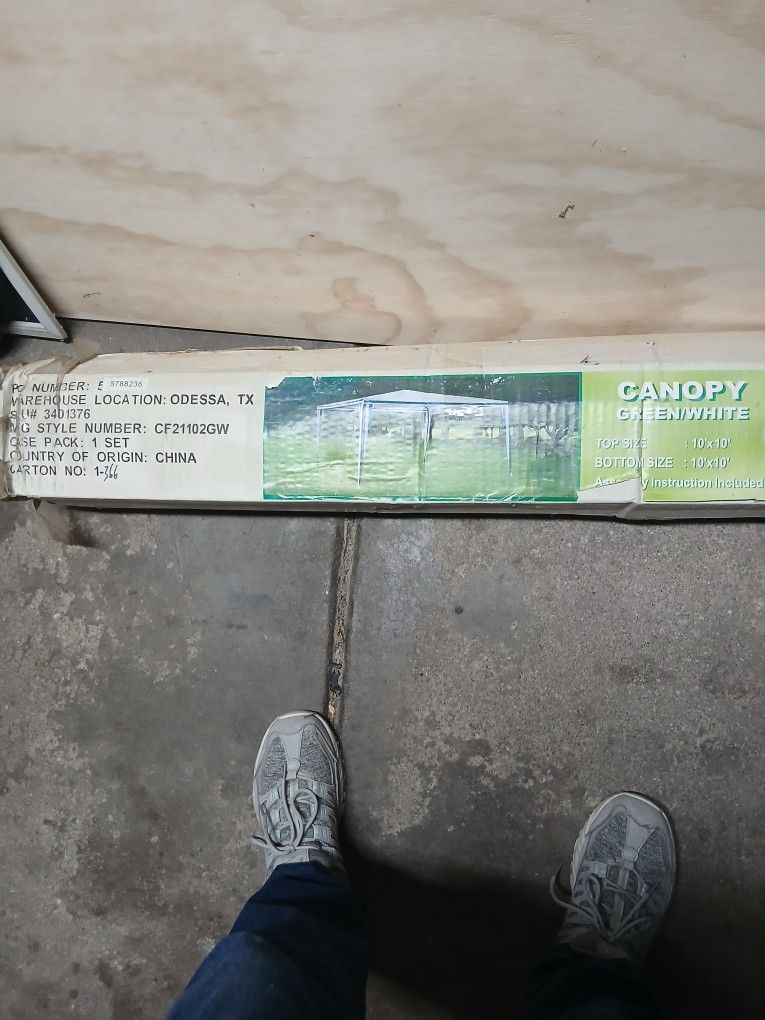 PO NUMBER: 5788236
WAREHOUSE LOCATION: ODESSA, TX
SKU# 3401376
STYLE NUMBER: CF21102GW
CASE PACK: 1 SET
COUNTRY OF ORIGIN: CHINA
CARTON NO: 1-366
CANOPY
GREEN/WHITE
TOP SIZE : 10'x10'
BOTTOM SIZE : 10'x10'
Instruction Included